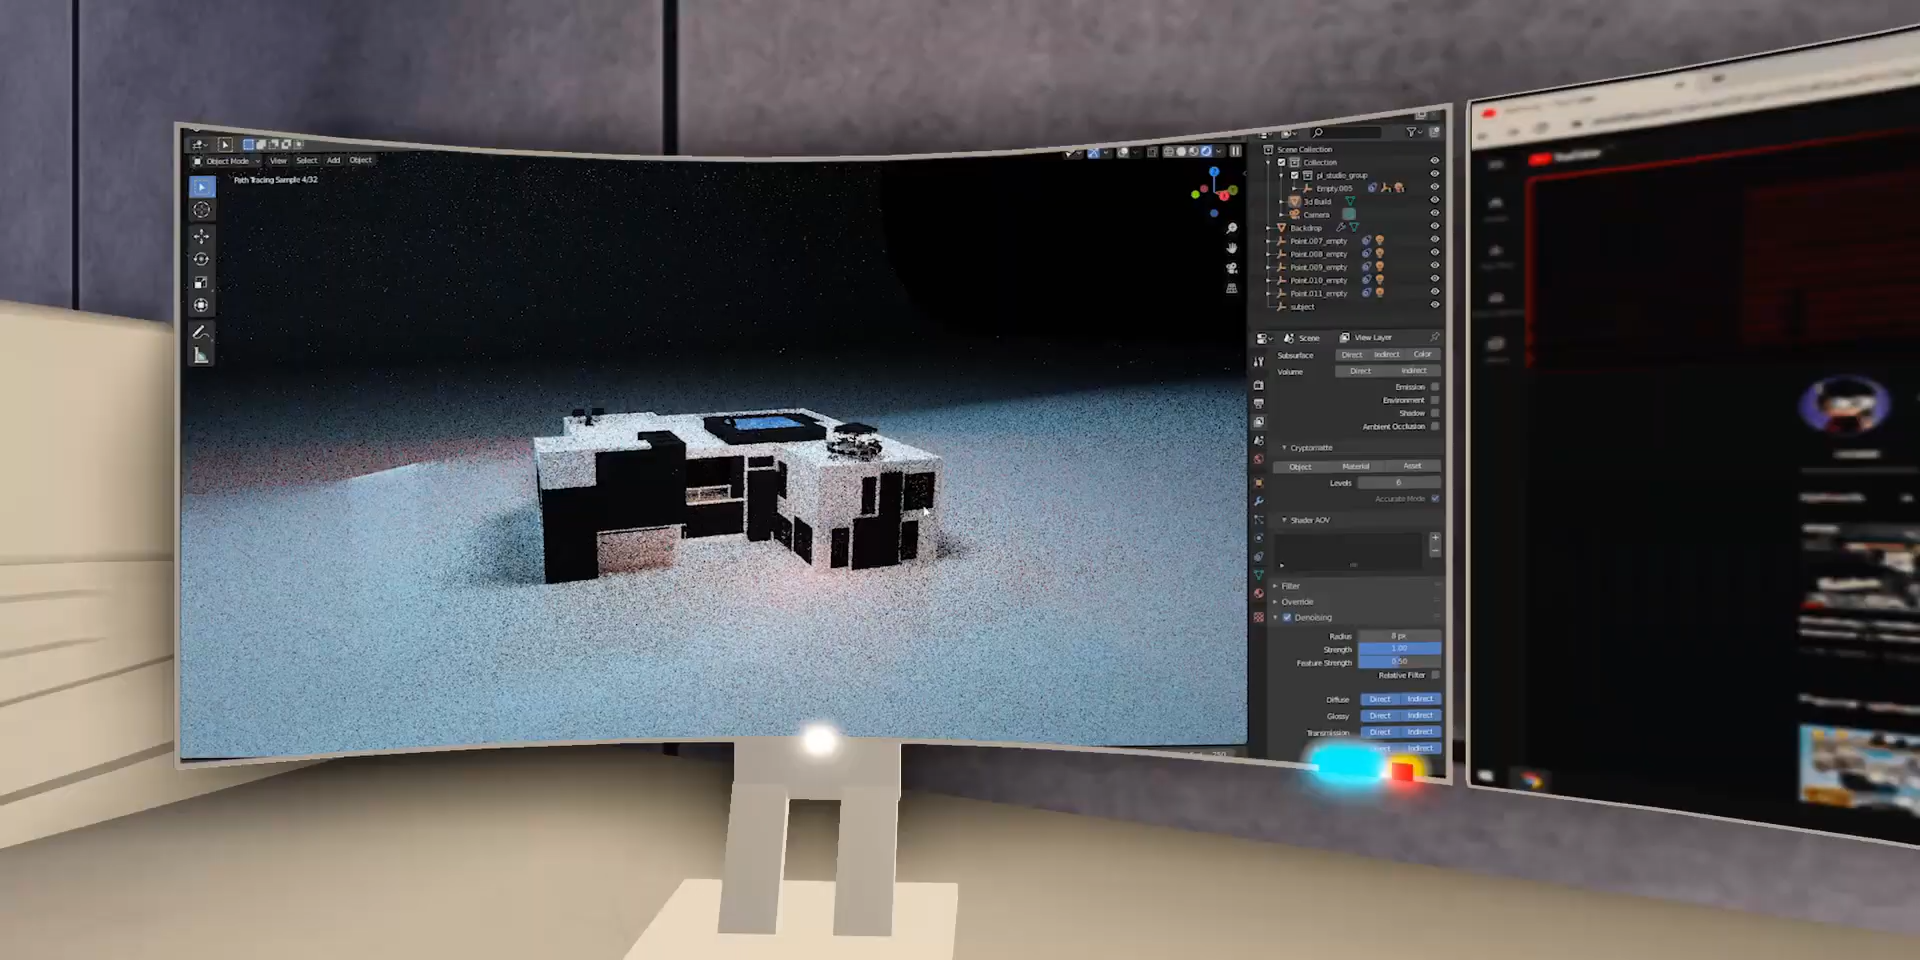 Object Mode View Select Add Object
Path Tracing Sample 4/32
Scene Collection
Collection
pl_studio_group
Empty.005
3d Build
Camera
Backdrop
Point.007_empty
Point.008_empty
Point.009_empty
Point.010_empty
Point.011_empty
subject
Scene View Layer
Subsurface Direct Indirect Color
Volume Direct Indirect
Emission
Environment
Shadow
Ambient Occlusion
Cryptomatte
Object Material Asset
Levels 6
Accurate Mode
Shader AOV
Filter
Override
Denoising
Radius 8 px
Strength 1.00
Feature Strength 0.50
Relative Filter
Diffuse Direct Indirect
Glossy Direct Indirect
Transmission Direct Indirect
Direct Indirect